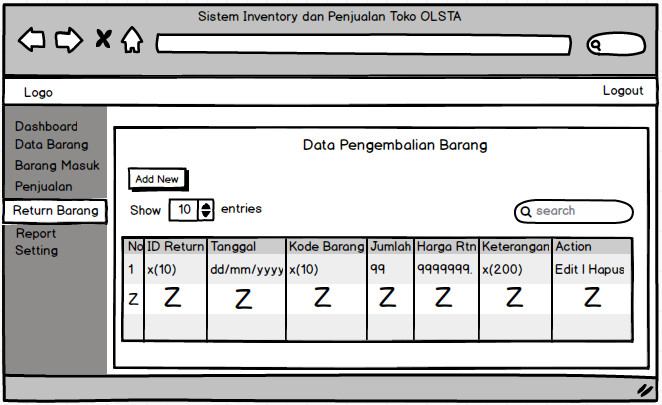 Sistem Inventory dan Penjualan Toko OLSTA
Logo Logout
Dashboard
Data Barang
Barang Masuk
Penjualan
Return Barang
Report
Setting
Data Pengembalian Barang
Add New
Show 10 entries
search
No ID Return Tanggal Kode Barang Jumlah Harga Rtn Keterangan Action
1 x(10) dd/mm/yyyy x(10) 99 9999999. x(200) Edit | Hapus
Z Z Z Z Z Z Z Z